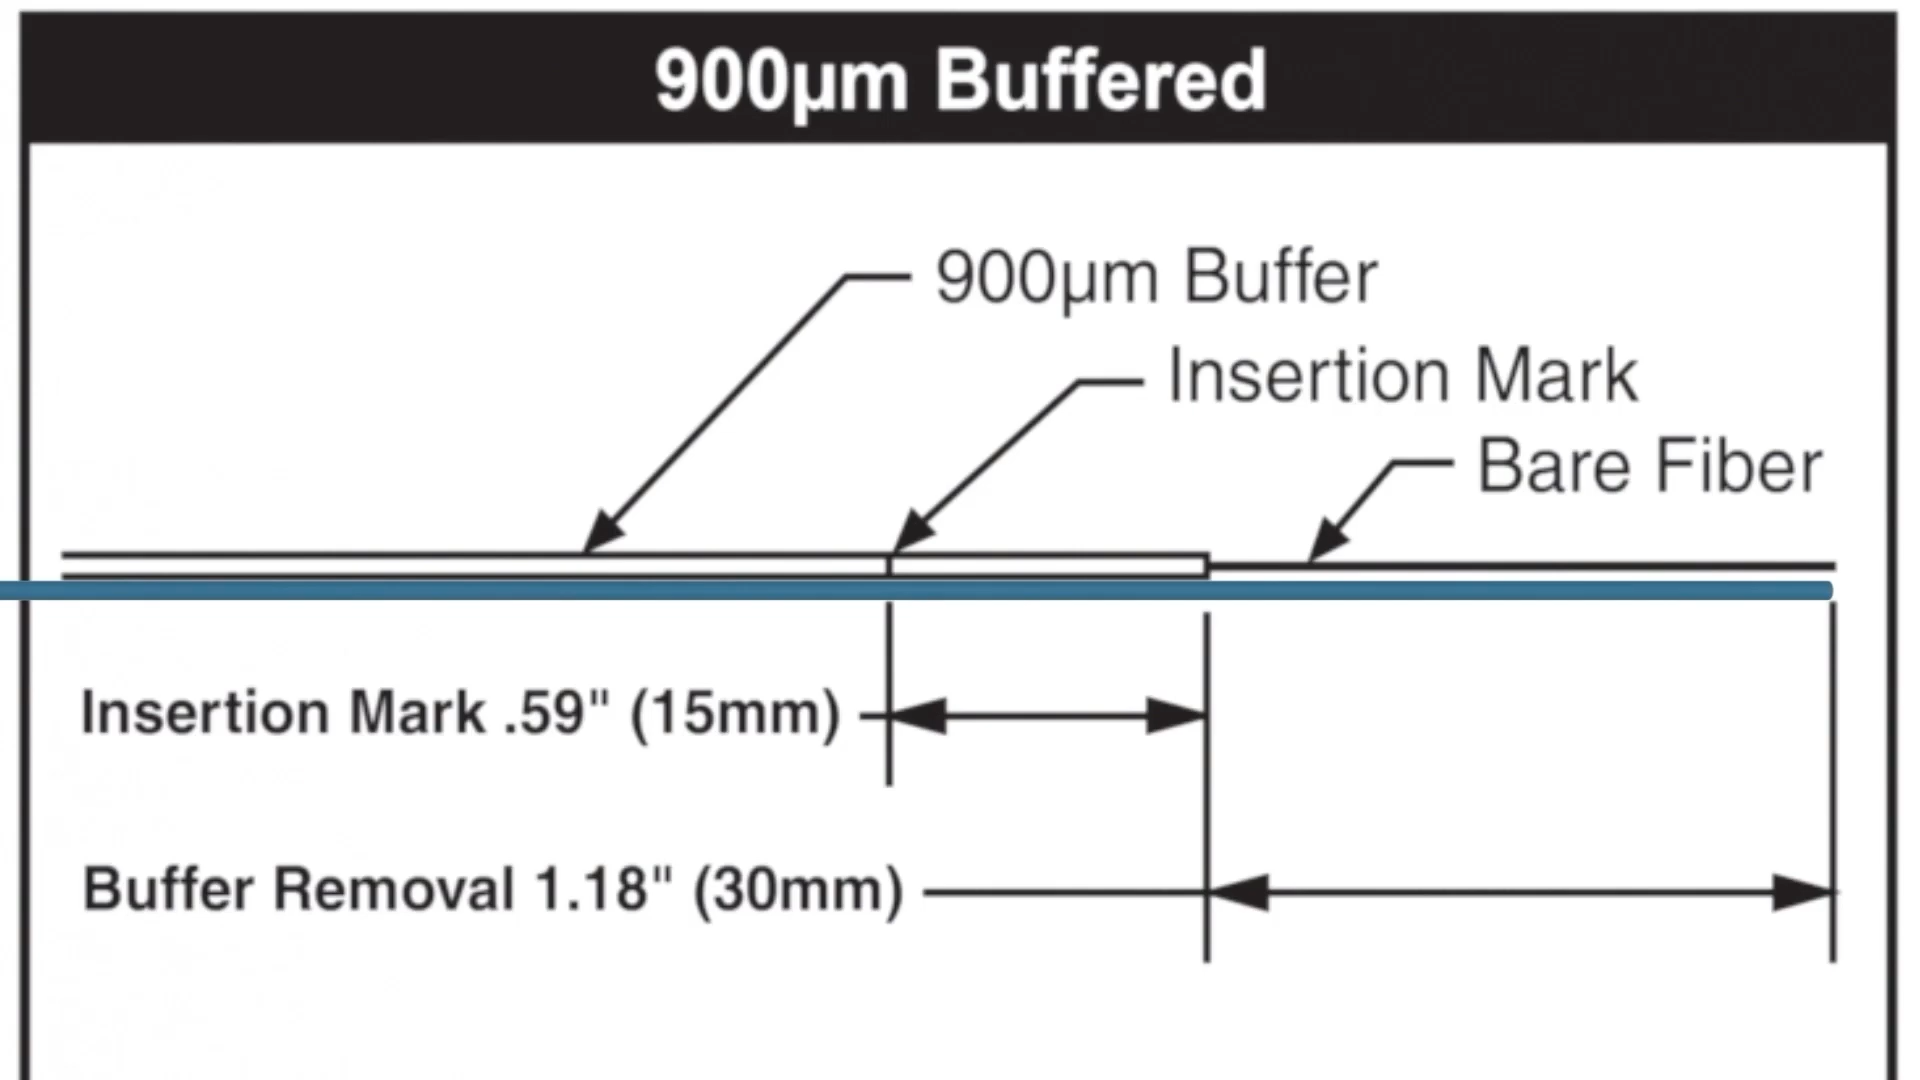 900µm Buffered
900µm Buffer
Insertion Mark
Bare Fiber
Insertion Mark .59" (15mm)
Buffer Removal 1.18" (30mm)